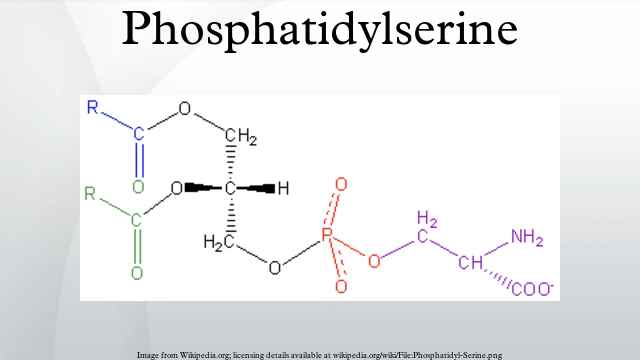 Phosphatidylserine
R
O
C
CH2
O
R
O
C
H
O
C
H2C
P
O
H2
C
NH2
O
O
O
CH
O
COO-
Image from Wikipedia.org; licensing details available at wikipedia.org/wiki/File:Phosphatidyl-Serine.png